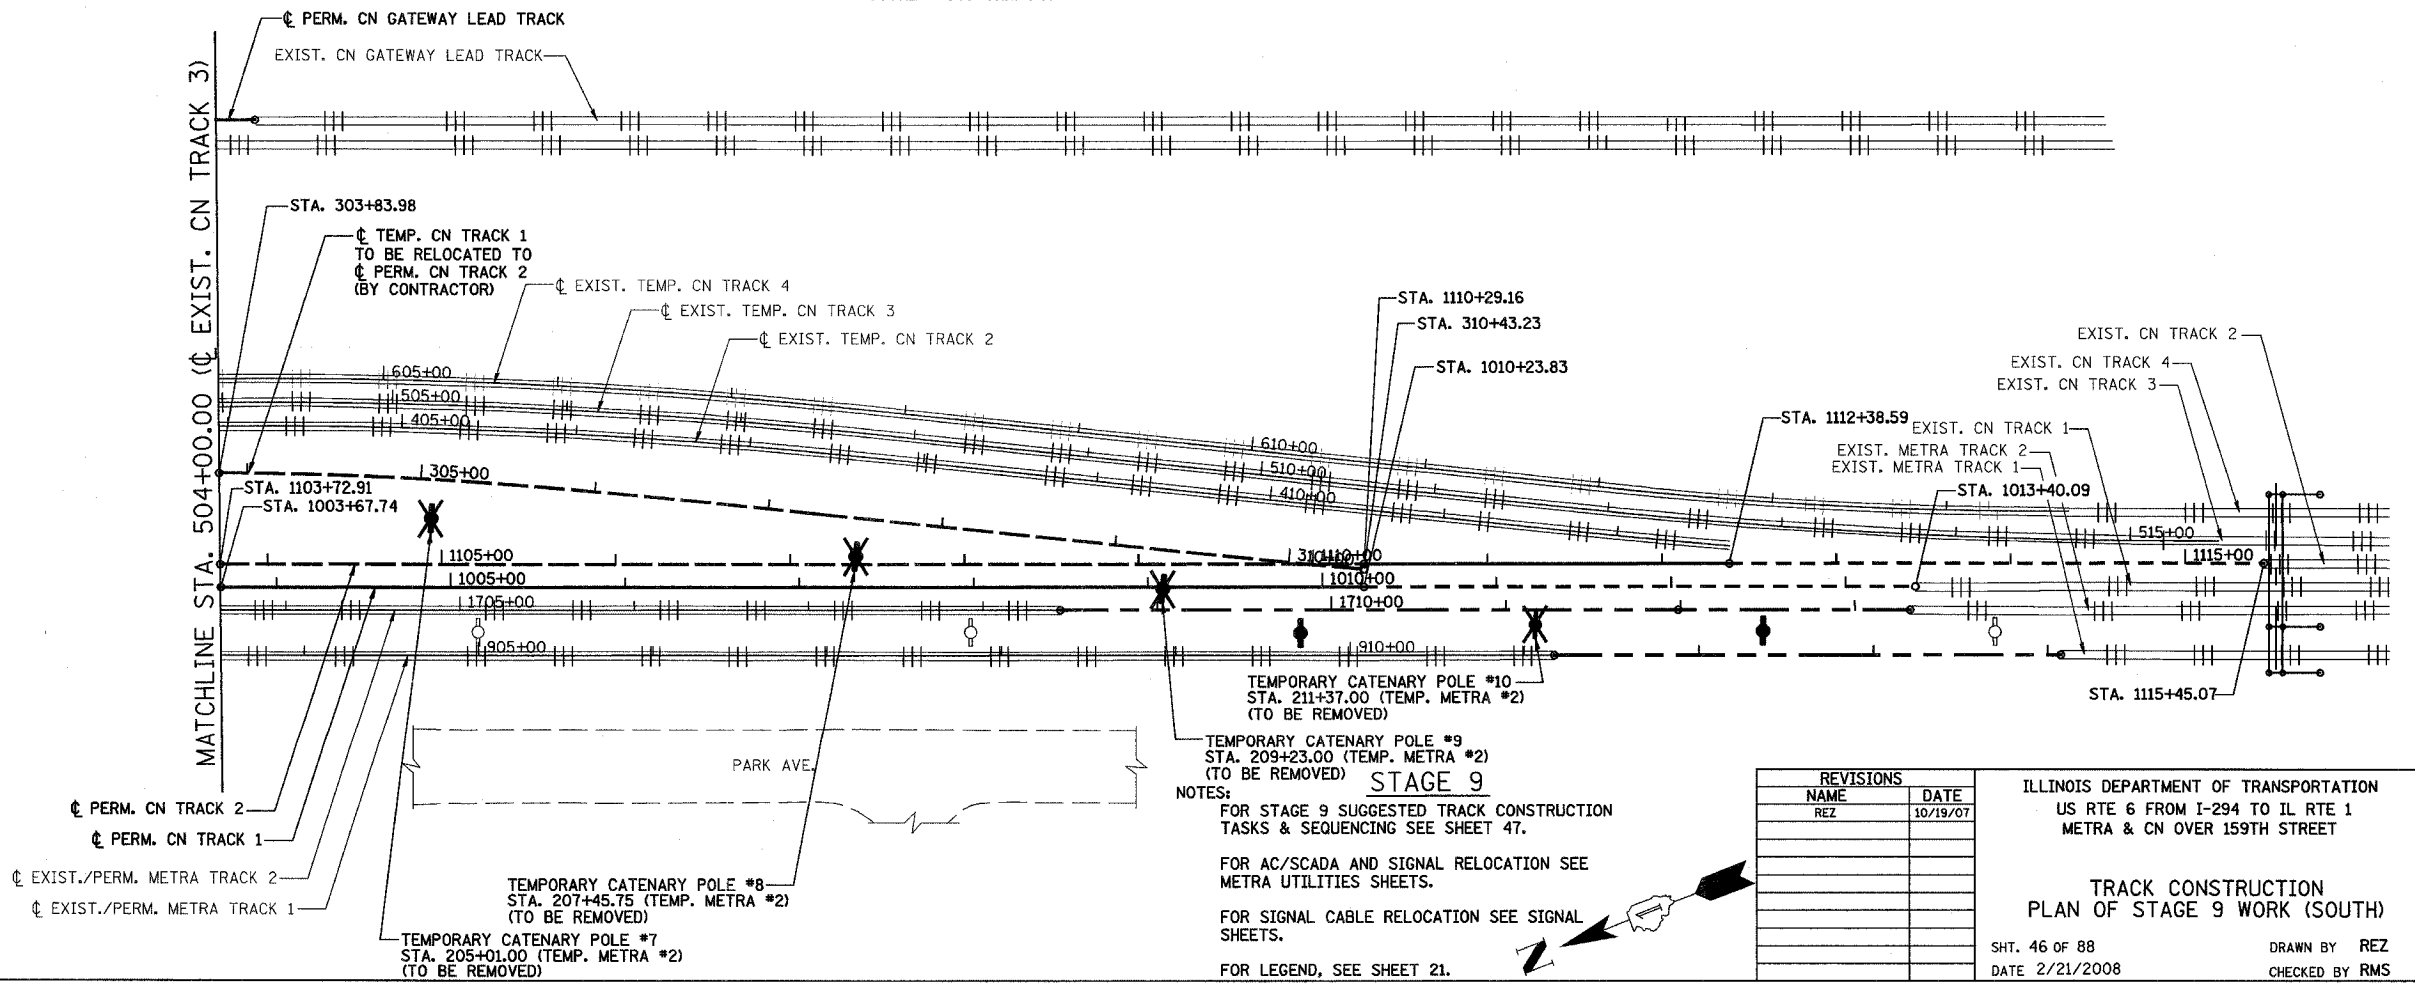 ℄ PERM. CN GATEWAY LEAD TRACK
EXIST. CN GATEWAY LEAD TRACK
MATCHLINE STA. 504+00.00 (℄ EXIST. CN TRACK 3)
STA. 303+83.98
℄ TEMP. CN TRACK 1
TO BE RELOCATED TO
℄ PERM. CN TRACK 2
(BY CONTRACTOR)
℄ EXIST. TEMP. CN TRACK 4
℄ EXIST. TEMP. CN TRACK 3
℄ EXIST. TEMP. CN TRACK 2
STA. 1110+29.16
STA. 310+43.23
STA. 1010+23.83
EXIST. CN TRACK 2
EXIST. CN TRACK 4
EXIST. CN TRACK 3
STA. 1112+38.59
EXIST. CN TRACK 1
EXIST. METRA TRACK 2
EXIST. METRA TRACK 1
STA. 1013+40.09
605+00
505+00
405+00
610+00
510+00
410+00
305+00
STA. 1103+72.91
STA. 1003+67.74
515+00
1105+00
1110+00
1115+00
1005+00
1010+00
1705+00
1710+00
905+00
910+00
STA. 1115+45.07
TEMPORARY CATENARY POLE #10
STA. 211+37.00 (TEMP. METRA #2)
(TO BE REMOVED)
TEMPORARY CATENARY POLE #9
STA. 209+23.00 (TEMP. METRA #2)
(TO BE REMOVED)
PARK AVE.
℄ PERM. CN TRACK 2
℄ PERM. CN TRACK 1
℄ EXIST./PERM. METRA TRACK 2
℄ EXIST./PERM. METRA TRACK 1
TEMPORARY CATENARY POLE #8
STA. 207+45.75 (TEMP. METRA #2)
(TO BE REMOVED)
TEMPORARY CATENARY POLE #7
STA. 205+01.00 (TEMP. METRA #2)
(TO BE REMOVED)
STAGE 9
NOTES:
FOR STAGE 9 SUGGESTED TRACK CONSTRUCTION
TASKS & SEQUENCING SEE SHEET 47.
FOR AC/SCADA AND SIGNAL RELOCATION SEE
METRA UTILITIES SHEETS.
FOR SIGNAL CABLE RELOCATION SEE SIGNAL
SHEETS.
FOR LEGEND, SEE SHEET 21.
N
REVISIONS
NAME DATE
REZ 10/19/07
ILLINOIS DEPARTMENT OF TRANSPORTATION
US RTE 6 FROM I-294 TO IL RTE 1
METRA & CN OVER 159TH STREET
TRACK CONSTRUCTION
PLAN OF STAGE 9 WORK (SOUTH)
SHT. 46 OF 88 DRAWN BY REZ
DATE 2/21/2008 CHECKED BY RMS